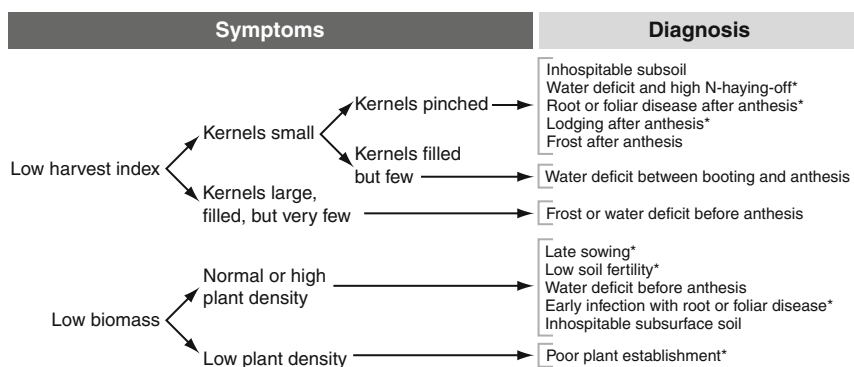 Symptoms
Diagnosis
Low harvest index
Kernels small
Kernels pinched
Inhospitable subsoil
Water deficit and high N-haying-off*
Root or foliar disease after anthesis*
Lodging after anthesis*
Frost after anthesis
Kernels filled
but few
Water deficit between booting and anthesis
Kernels large,
filled, but very few
Frost or water deficit before anthesis
Low biomass
Normal or high
plant density
Late sowing*
Low soil fertility*
Water deficit before anthesis
Early infection with root or foliar disease*
Inhospitable subsurface soil
Low plant density
Poor plant establishment*